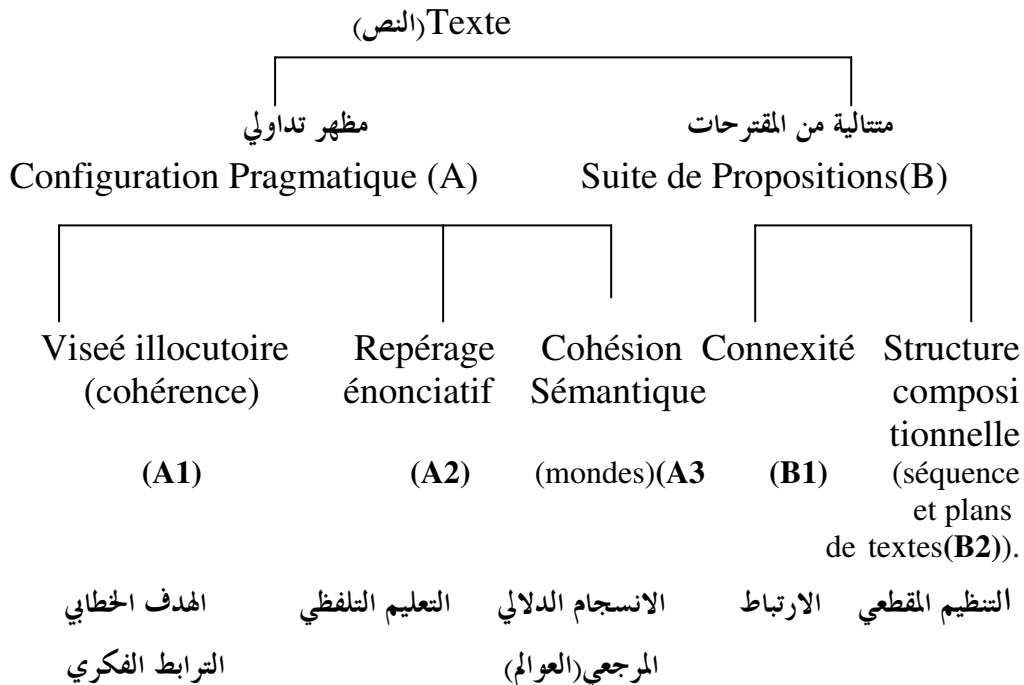 Texte(النص)
مظهر تداولي متتالية من المقترحات
Configuration Pragmatique (A) Suite de Propositions(B)
Viseé illocutoire Repérage Cohésion Connexité Structure
(cohérence) énonciatif Sémantique composi
tionnelle
(A1) (A2) (mondes)(A3 (B1) (séquence
et plans
de textes(B2)).
الهدف الخطابي التعليم التلفظي الانسجام الدلالي الارتباط ألتنظيم المقطعي
الترابط الفكري المرجعي(العوالم)